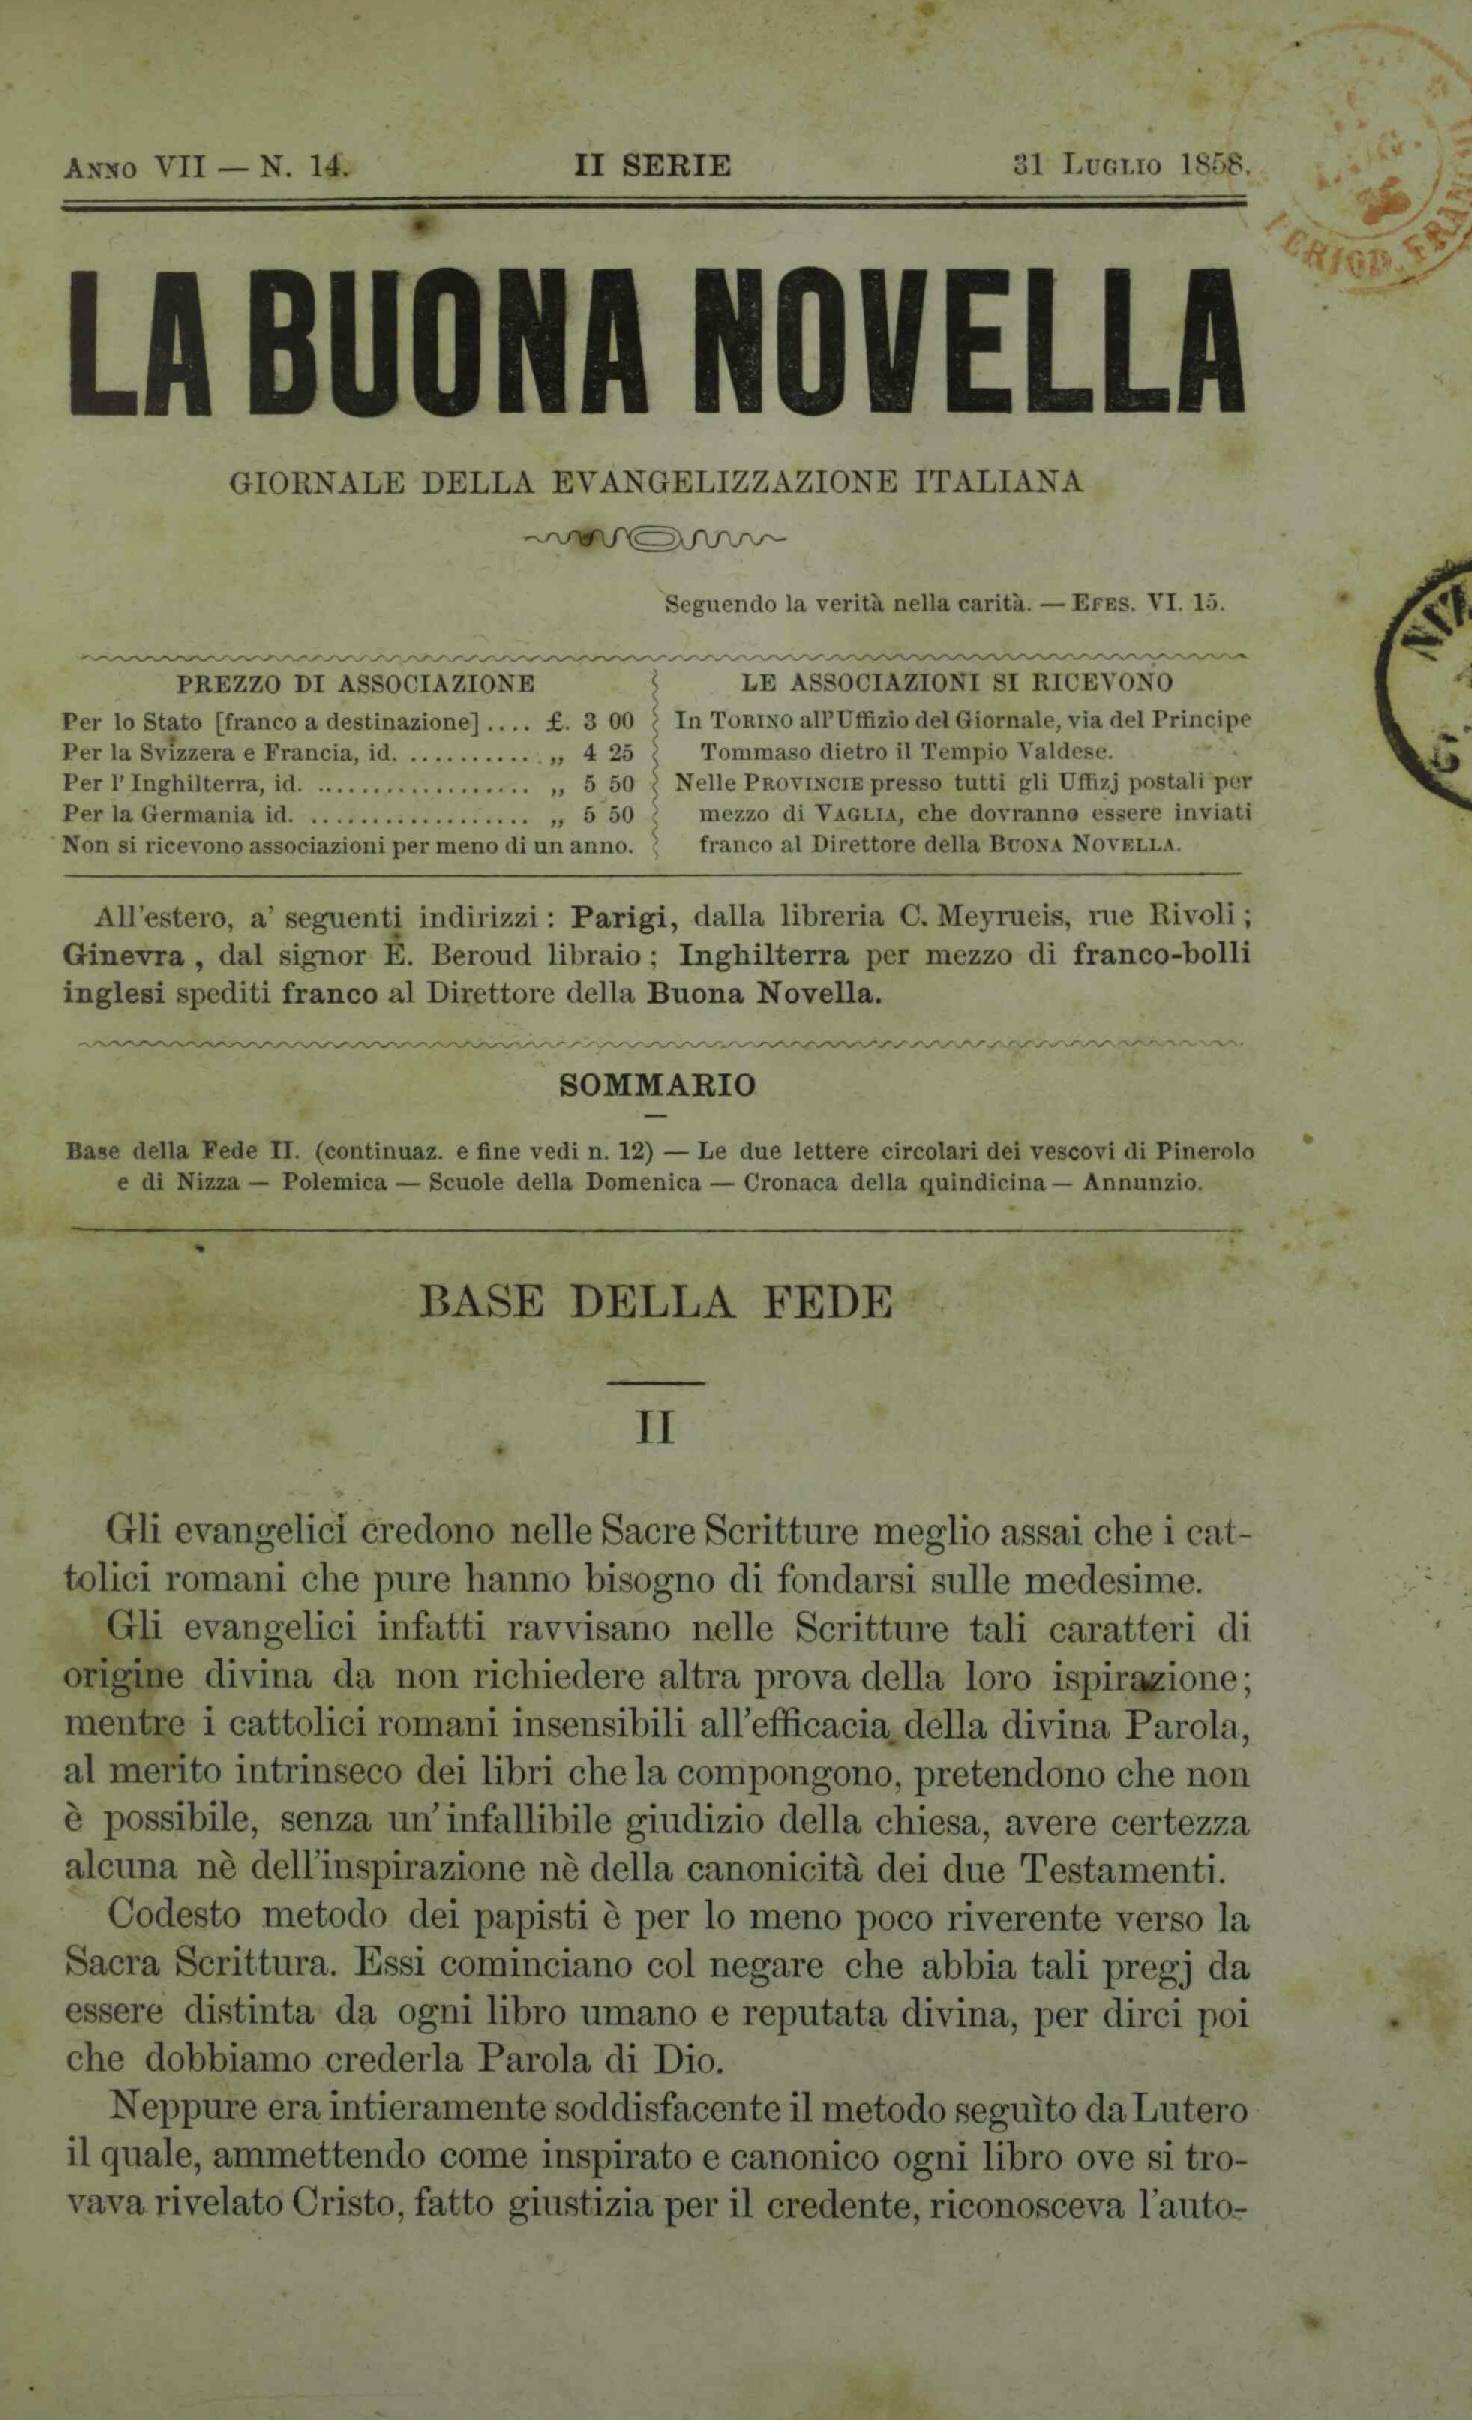 ANNO VII — N. 14.
II SERIE
31 LUGLIO 1858.
LA BUONA NOVELLA
GIORNALE DELLA EVANGELIZZAZIONE ITALIANA
Seguendo la verità nella carità. — EFES. VI. 15.
PREZZO DI ASSOCIAZIONE
Per lo Stato [franco a destinazione] .... £. 3 00
Per la Svizzera e Francia, id. ........... „ 4 25
Per l' Inghilterra, id. .................. „ 5 50
Per la Germania id. .................. „ 5 50
Non si ricevono associazioni per meno di un anno.
LE ASSOCIAZIONI SI RICEVONO
In TORINO all'Uffizio del Giornale, via del Principe
Tommaso dietro il Tempio Valdese.
Nelle PROVINCIE presso tutti gli Uffizj postali per
mezzo di VAGLIA, che dovranno essere inviati
franco al Direttore della BUONA NOVELLA.
All'estero, a' seguenti indirizzi : Parigi, dalla libreria C. Meyrueis, rue Rivoli ;
Ginevra , dal signor E. Beroud libraio ; Inghilterra per mezzo di franco-bolli
inglesi spediti franco al Direttore della Buona Novella.
SOMMARIO
Base della Fede II. (continuaz. e fine vedi n. 12) — Le due lettere circolari dei vescovi di Pinerolo
e di Nizza — Polemica — Scuole della Domenica — Cronaca della quindicina — Annunzio.
BASE DELLA FEDE
II
Gli evangelici credono nelle Sacre Scritture meglio assai che i cat-
tolici romani che pure hanno bisogno di fondarsi sulle medesime.
Gli evangelici infatti ravvisano nelle Scritture tali caratteri di
origine divina da non richiedere altra prova della loro ispirazione;
mentre i cattolici romani insensibili all'efficacia della divina Parola,
al merito intrinseco dei libri che la compongono, pretendono che non
è possibile, senza un' infallibile giudizio della chiesa, avere certezza
alcuna nè dell'inspirazione nè della canonicità dei due Testamenti.
Codesto metodo dei papisti è per lo meno poco riverente verso la
Sacra Scrittura. Essi cominciano col negare che abbia tali pregj da
essere distinta da ogni libro umano e reputata divina, per dirci poi
che dobbiamo crederla Parola di Dio.
Neppure era intieramente soddisfacente il metodo seguìto da Lutero
il quale, ammettendo come inspirato e canonico ogni libro ove si tro-
vava rivelato Cristo, fatto giustizia per il credente, riconosceva l'auto-